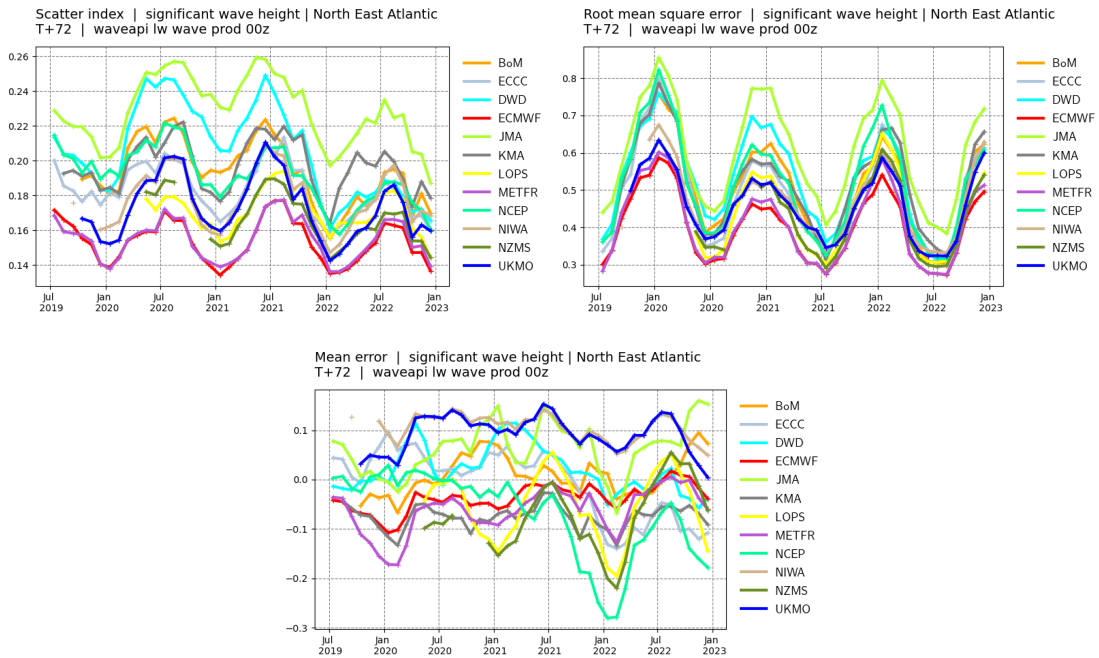 Scatter index | significant wave height | North East Atlantic
T+72 | waveapi lw wave prod 00z
0.26
0.24
0.22
0.20
0.18
0.16
0.14
Jul
2019
Jan
2020
Jul
2020
Jan
2021
Jul
2021
Jan
2022
Jul
2022
Jan
2023
BoM
ECCC
DWD
ECMWF
JMA
KMA
LOPS
METFR
NCEP
NIWA
NZMS
UKMO
Root mean square error | significant wave height | North East Atlantic
T+72 | waveapi lw wave prod 00z
0.8
0.7
0.6
0.5
0.4
0.3
Jul
2019
Jan
2020
Jul
2020
Jan
2021
Jul
2021
Jan
2022
Jul
2022
Jan
2023
BoM
ECCC
DWD
ECMWF
JMA
KMA
LOPS
METFR
NCEP
NIWA
NZMS
UKMO
Mean error | significant wave height | North East Atlantic
T+72 | waveapi lw wave prod 00z
0.1
0.0
−0.1
−0.2
−0.3
Jul
2019
Jan
2020
Jul
2020
Jan
2021
Jul
2021
Jan
2022
Jul
2022
Jan
2023
BoM
ECCC
DWD
ECMWF
JMA
KMA
LOPS
METFR
NCEP
NIWA
NZMS
UKMO